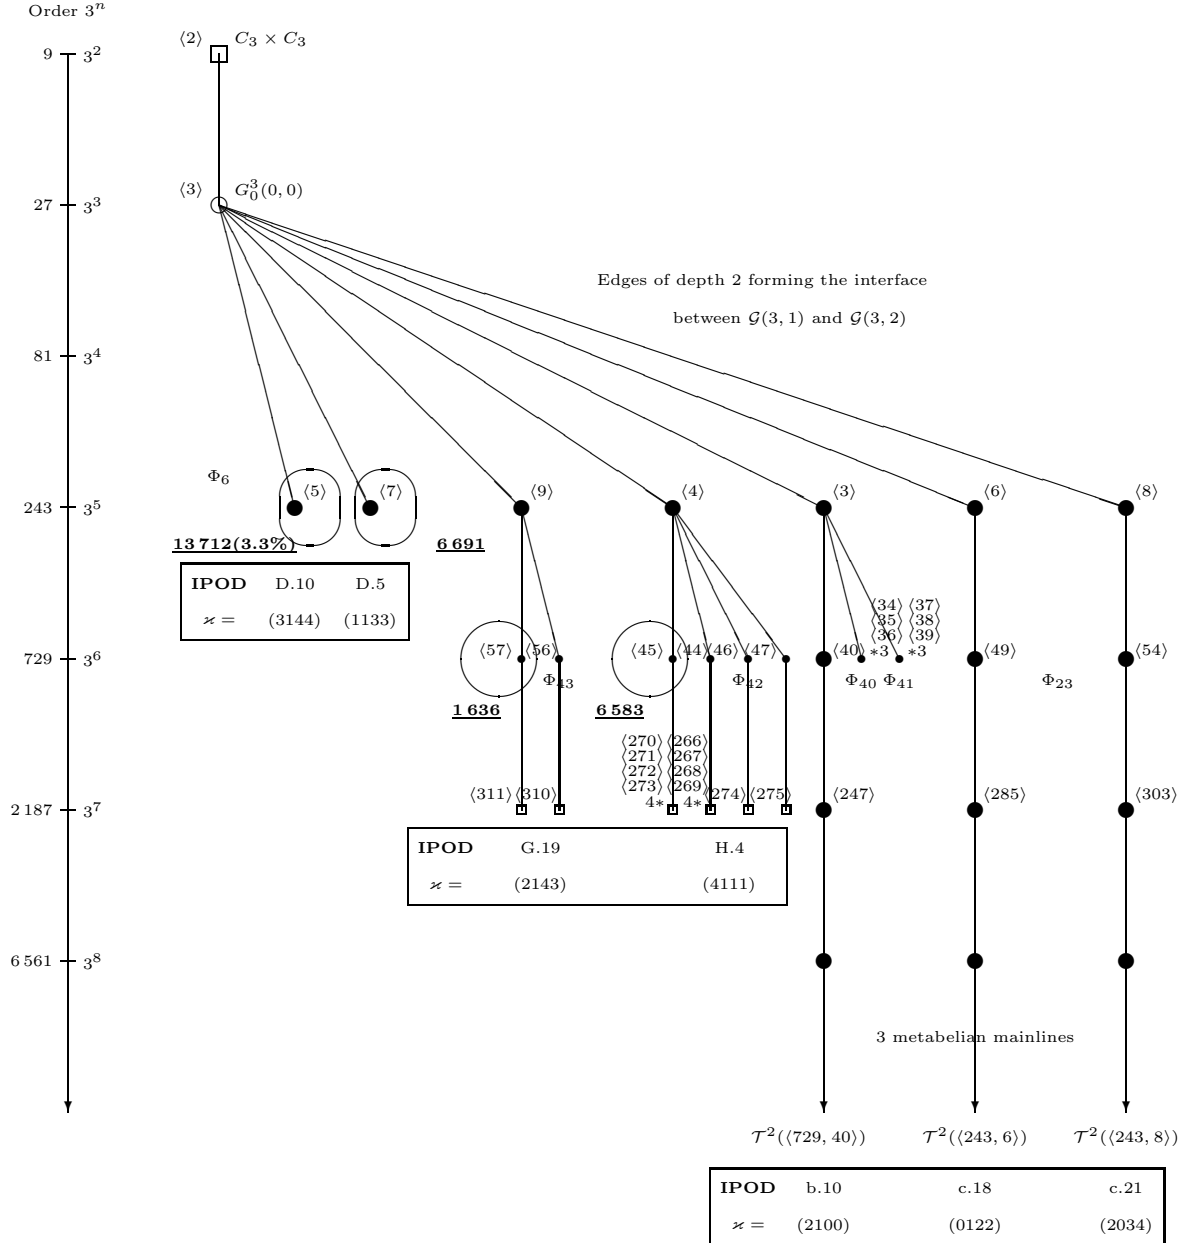 Order 3^n
⟨2⟩ C_3 × C_3
9 3^2
⟨3⟩ G_0^3(0, 0)
27 3^3
Edges of depth 2 forming the interface
between 𝒢(3, 1) and 𝒢(3, 2)
81 3^4
Φ_6
⟨5⟩ ⟨7⟩ ⟨9⟩ ⟨4⟩ ⟨3⟩ ⟨6⟩ ⟨8⟩
243 3^5
13 712(3.3%) 6 691
IPOD D.10 D.5
ϰ = (3144) (1133)
⟨34⟩ ⟨37⟩
⟨35⟩ ⟨38⟩
⟨36⟩ ⟨39⟩
⟨57⟩ ⟨56⟩ ⟨45⟩ ⟨44⟩ ⟨46⟩ ⟨47⟩ ⟨40⟩ ∗3 ∗3 ⟨49⟩ ⟨54⟩
729 3^6
Φ_43 Φ_42 Φ_40 Φ_41 Φ_23
1 636 6 583
⟨270⟩ ⟨266⟩
⟨271⟩ ⟨267⟩
⟨272⟩ ⟨268⟩
⟨273⟩ ⟨269⟩
⟨311⟩ ⟨310⟩ 4∗ 4∗ ⟨274⟩ ⟨275⟩ ⟨247⟩ ⟨285⟩ ⟨303⟩
2 187 3^7
IPOD G.19 H.4
ϰ = (2143) (4111)
6 561 3^8
3 metabelian mainlines
𝒯^2(⟨729, 40⟩) 𝒯^2(⟨243, 6⟩) 𝒯^2(⟨243, 8⟩)
IPOD b.10 c.18 c.21
ϰ = (2100) (0122) (2034)